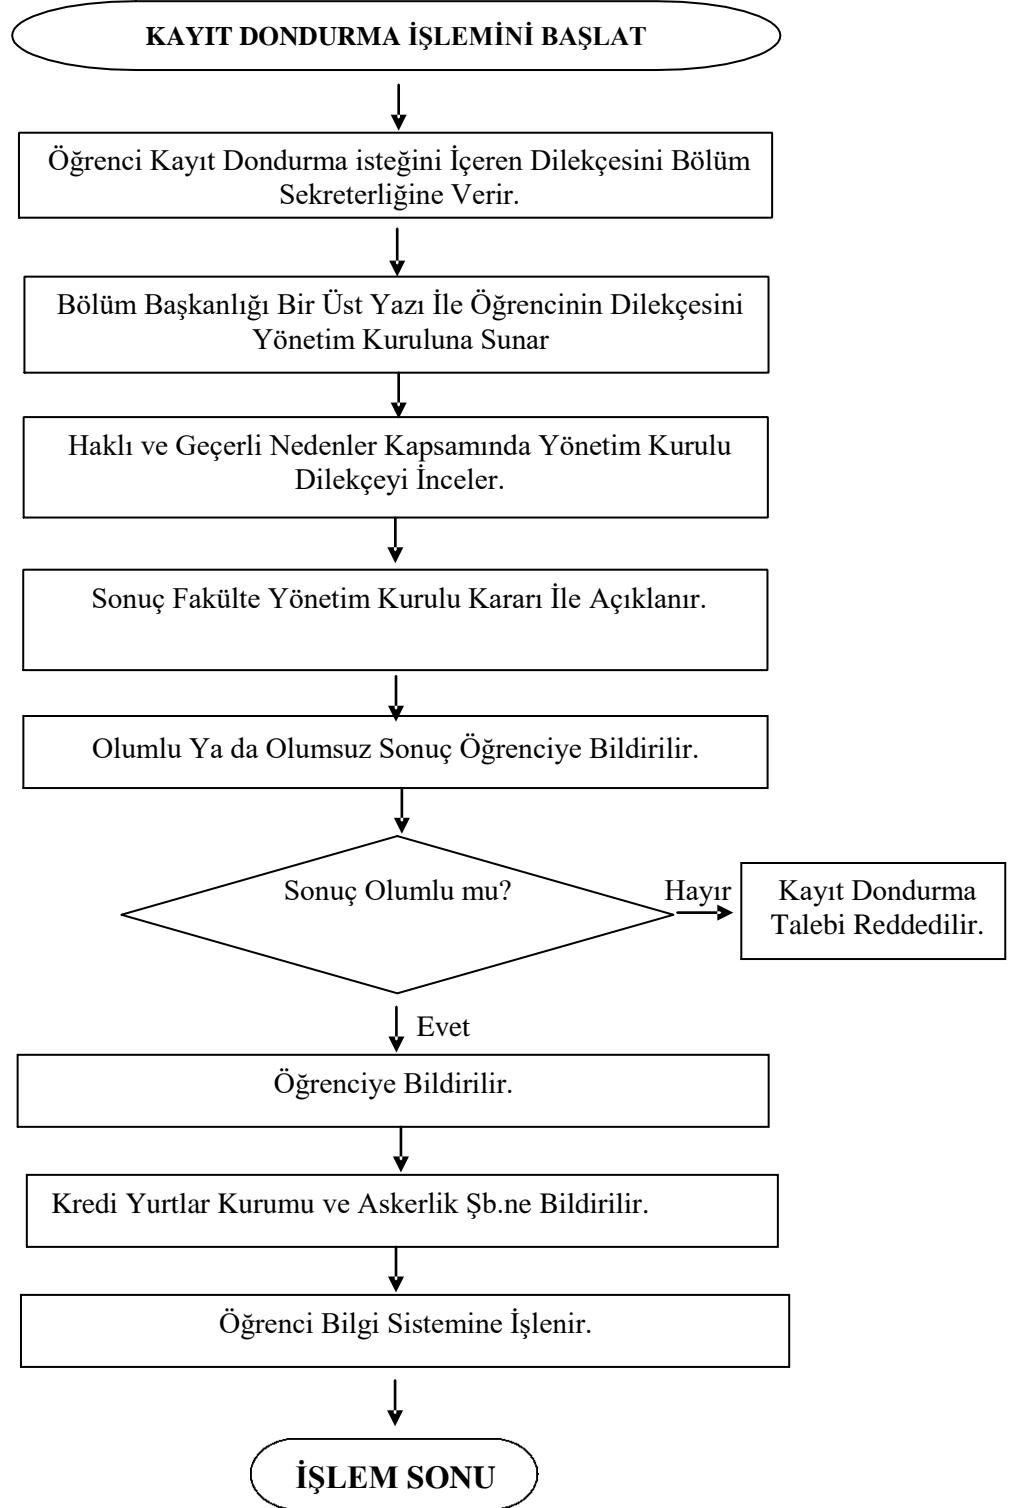 KAYIT DONDURMA İŞLEMİNİ BAŞLAT
Öğrenci Kayıt Dondurma isteğini İçeren Dilekçesini Bölüm
Sekreterliğine Verir.
Bölüm Başkanlığı Bir Üst Yazı İle Öğrencinin Dilekçesini
Yönetim Kuruluna Sunar
Haklı ve Geçerli Nedenler Kapsamında Yönetim Kurulu
Dilekçeyi İnceler.
Sonuç Fakülte Yönetim Kurulu Kararı İle Açıklanır.
Olumlu Ya da Olumsuz Sonuç Öğrenciye Bildirilir.
Sonuç Olumlu mu?
Hayır
Kayıt Dondurma
Talebi Reddedilir.
Evet
Öğrenciye Bildirilir.
Kredi Yurtlar Kurumu ve Askerlik Şb.ne Bildirilir.
Öğrenci Bilgi Sistemine İşlenir.
İŞLEM SONU